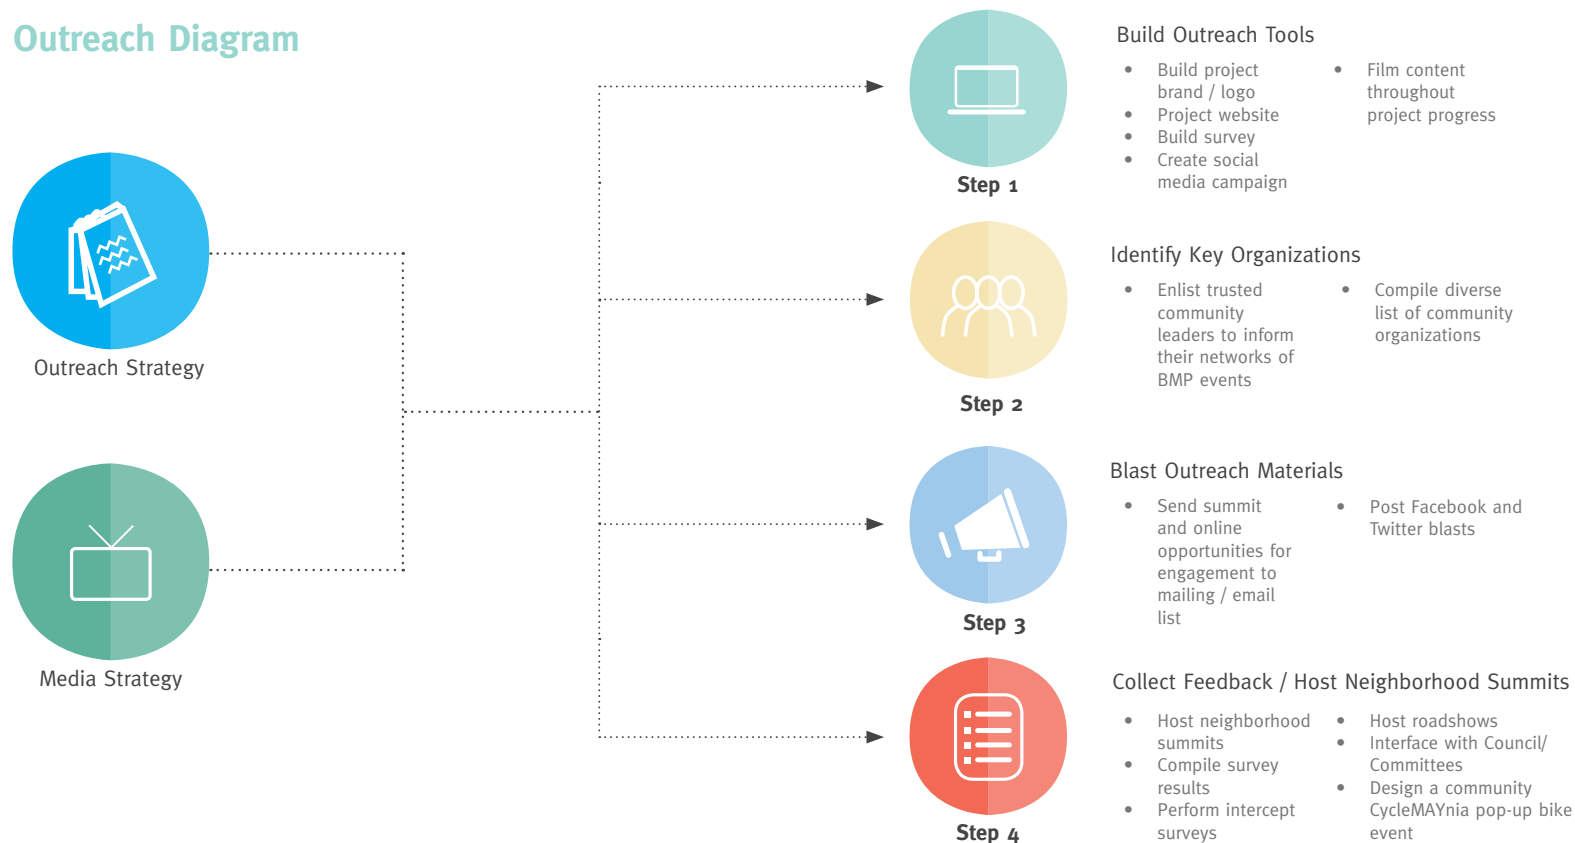 Outreach Diagram
Outreach Strategy
Media Strategy
Step 1
Build Outreach Tools
• Build project
brand / logo
• Project website
• Build survey
• Create social
media campaign
• Film content
throughout
project progress
Step 2
Identify Key Organizations
• Enlist trusted
community
leaders to inform
their networks of
BMP events
• Compile diverse
list of community
organizations
Step 3
Blast Outreach Materials
• Send summit
and online
opportunities for
engagement to
mailing / email
list
• Post Facebook and
Twitter blasts
Step 4
Collect Feedback / Host Neighborhood Summits
• Host neighborhood
summits
• Compile survey
results
• Perform intercept
surveys
• Host roadshows
• Interface with Council/
Committees
• Design a community
CycleMAYnia pop-up bike
event